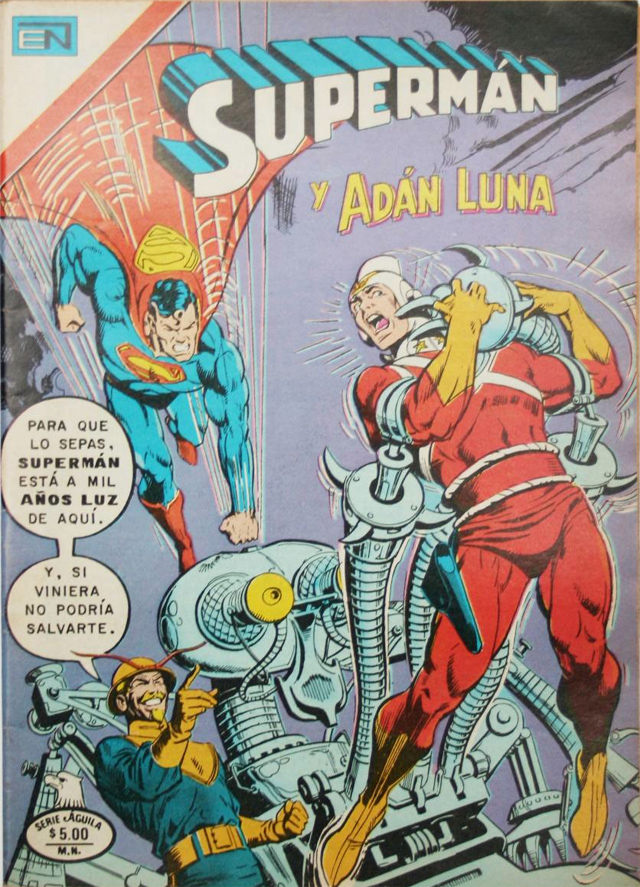 EN
SUPERMÁN
Y ADÁN LUNA
PARA QUE
LO SEPAS,
SUPERMÁN
ESTÁ A MIL
AÑOS LUZ
DE AQUÍ.
Y, SI
VINIERA
NO PODRÍA
SALVARTE.
SERIE ÁGUILA
$5.00
M.N.